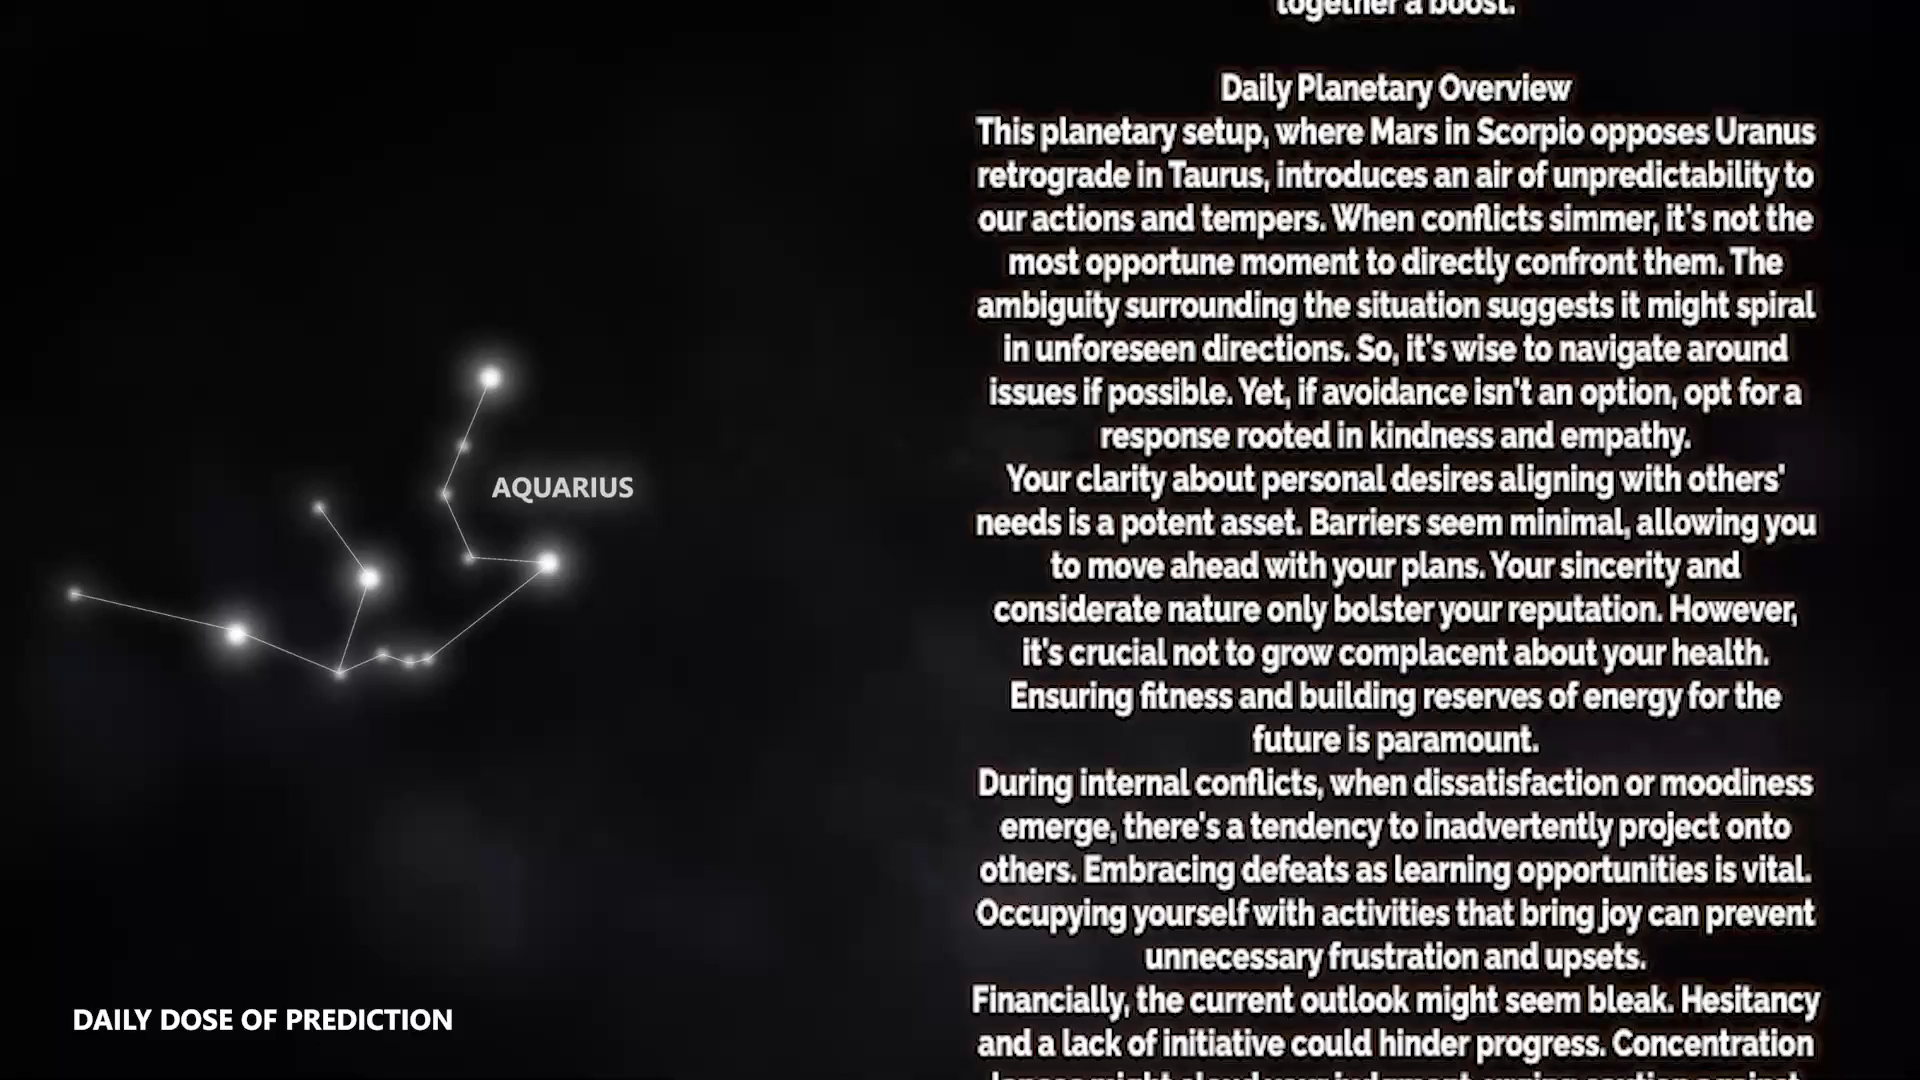 together a boost.
Daily Planetary Overview
This planetary setup, where Mars in Scorpio opposes Uranus
retrograde in Taurus, introduces an air of unpredictability to
our actions and tempers. When conflicts simmer, it's not the
most opportune moment to directly confront them. The
ambiguity surrounding the situation suggests it might spiral
in unforeseen directions. So, it's wise to navigate around
issues if possible. Yet, if avoidance isn't an option, opt for a
response rooted in kindness and empathy.
Your clarity about personal desires aligning with others'
needs is a potent asset. Barriers seem minimal, allowing you
to move ahead with your plans. Your sincerity and
considerate nature only bolster your reputation. However,
it's crucial not to grow complacent about your health.
Ensuring fitness and building reserves of energy for the
future is paramount.
During internal conflicts, when dissatisfaction or moodiness
emerge, there's a tendency to inadvertently project onto
others. Embracing defeats as learning opportunities is vital.
Occupying yourself with activities that bring joy can prevent
unnecessary frustration and upsets.
Financially, the current outlook might seem bleak. Hesitancy
and a lack of initiative could hinder progress. Concentration
AQUARIUS
DAILY DOSE OF PREDICTION